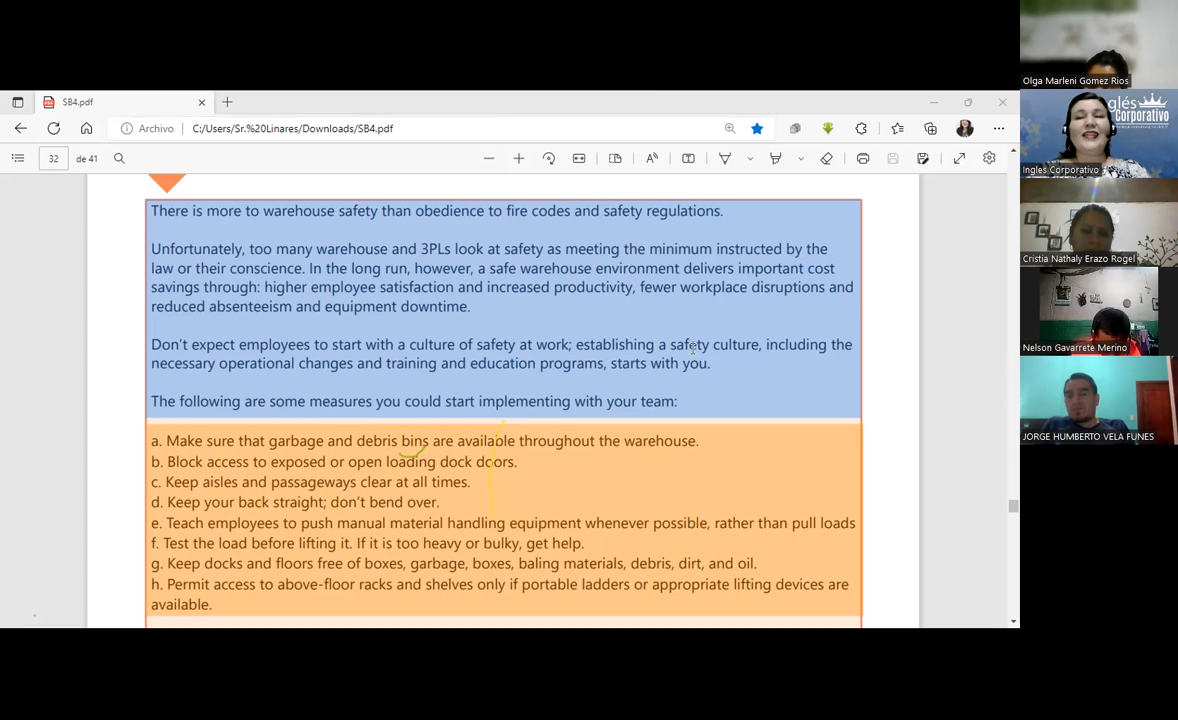 SB4.pdf
Archivo
C:/Users/Sr.%20Linares/Downloads/SB4.pdf
32
de 41
There is more to warehouse safety than obedience to fire codes and safety regulations.
Unfortunately, too many warehouse and 3PLs look at safety as meeting the minimum instructed by the
law or their conscience. In the long run, however, a safe warehouse environment delivers important cost
savings through: higher employee satisfaction and increased productivity, fewer workplace disruptions and
reduced absenteeism and equipment downtime.
Don't expect employees to start with a culture of safety at work; establishing a safety culture, including the
necessary operational changes and training and education programs, starts with you.
The following are some measures you could start implementing with your team:
a. Make sure that garbage and debris bins are available throughout the warehouse.
b. Block access to exposed or open loading dock doors.
c. Keep aisles and passageways clear at all times.
d. Keep your back straight; don't bend over.
e. Teach employees to push manual material handling equipment whenever possible, rather than pull loads
f. Test the load before lifting it. If it is too heavy or bulky, get help.
g. Keep docks and floors free of boxes, garbage, boxes, baling materials, debris, dirt, and oil.
h. Permit access to above-floor racks and shelves only if portable ladders or appropriate lifting devices are
available.
Olga Marleni Gomez Rios
glés
Corporativo
Ingles Corporativo
Cristia Nathaly Erazo Rogel
Nelson Gavarrete Merino
JORGE HUMBERTO VELA FUNES